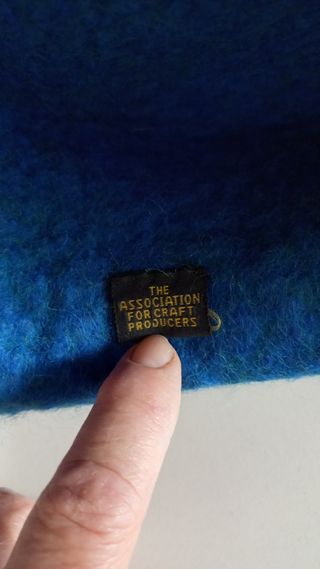 THE
ASSOCIATION
FOR CRAFT
PRODUCERS